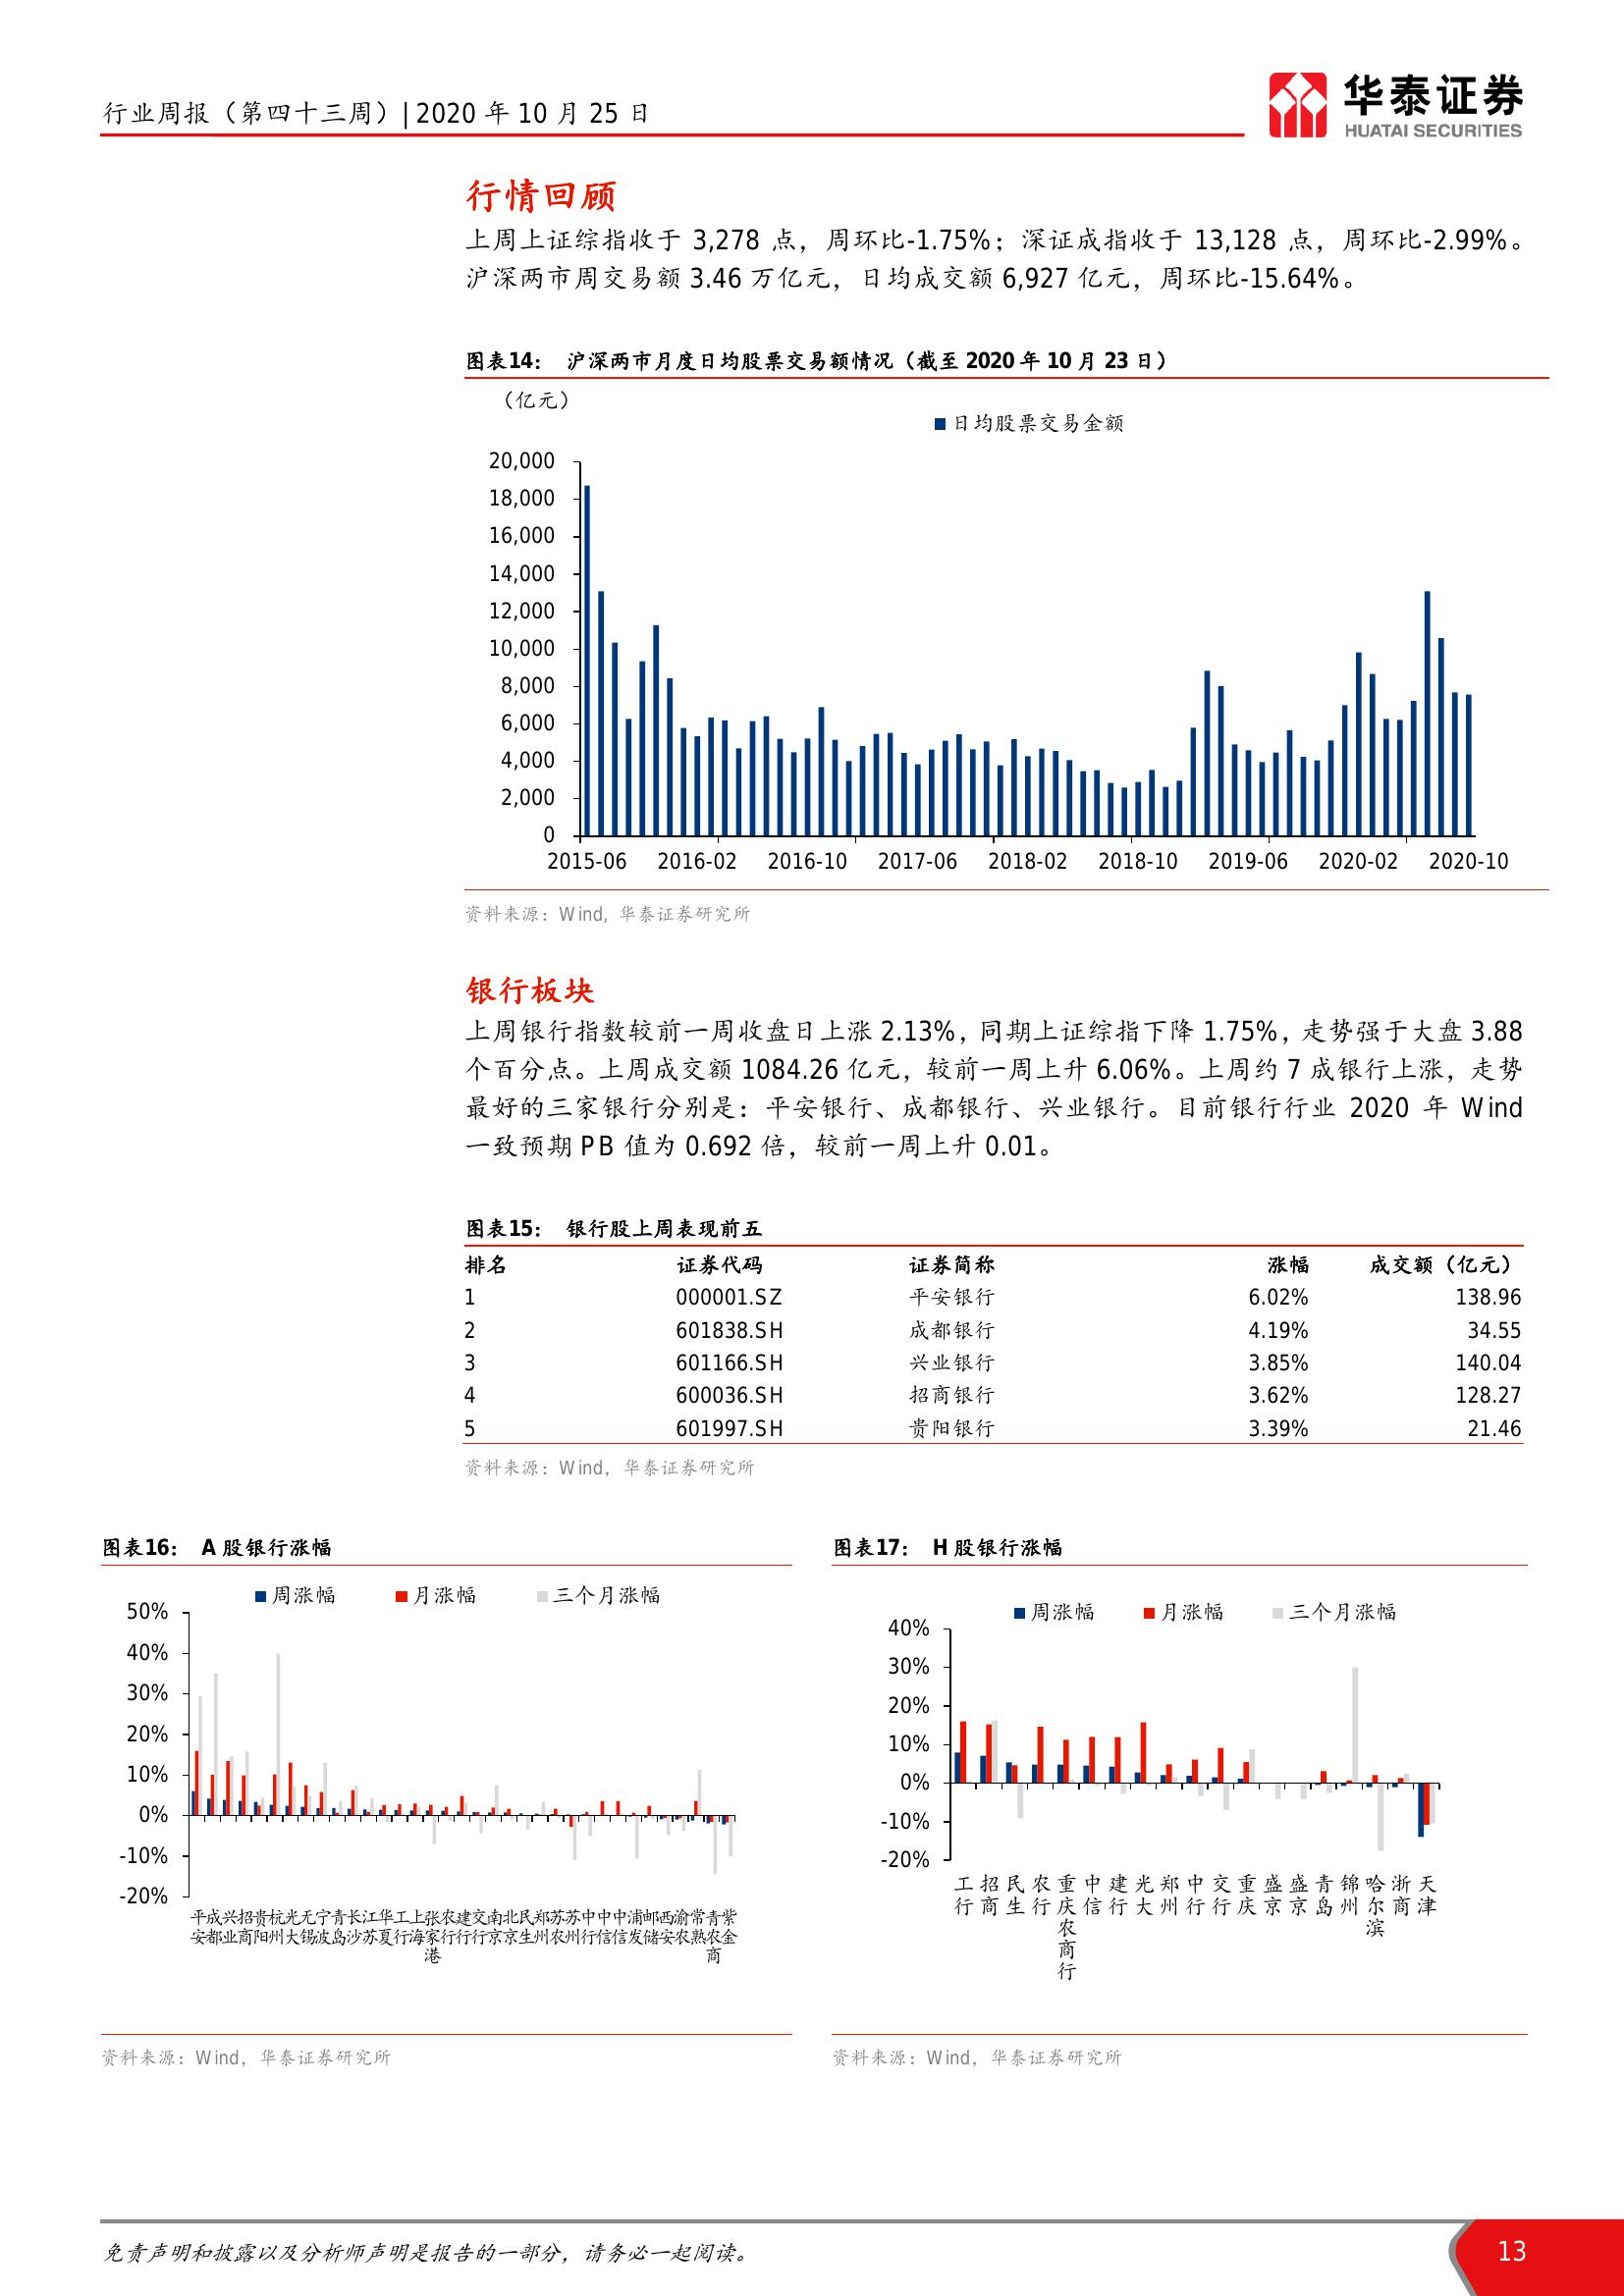 行业周报（第四十三周）| 2020 年 10 月 25 日
华泰证券
HUATAI SECURITIES
行情回顾
上周上证综指收于 3,278 点，周环比-1.75%；深证成指收于 13,128 点，周环比-2.99%。
沪深两市周交易额 3.46 万亿元，日均成交额 6,927 亿元，周环比-15.64%。
图表14： 沪深两市月度日均股票交易额情况（截至 2020 年 10 月 23 日）
（亿元）
日均股票交易金额
20,000
18,000
16,000
14,000
12,000
10,000
8,000
6,000
4,000
2,000
0
2015-06 2016-02 2016-10 2017-06 2018-02 2018-10 2019-06 2020-02 2020-10
资料来源：Wind, 华泰证券研究所
银行板块
上周银行指数较前一周收盘日上涨 2.13%，同期上证综指下降 1.75%，走势强于大盘 3.88
个百分点。上周成交额 1084.26 亿元，较前一周上升 6.06%。上周约 7 成银行上涨，走势
最好的三家银行分别是：平安银行、成都银行、兴业银行。目前银行行业 2020 年 Wind
一致预期 PB 值为 0.692 倍，较前一周上升 0.01。
图表15： 银行股上周表现前五
排名 证券代码 证券简称 涨幅 成交额（亿元）
1 000001.SZ 平安银行 6.02% 138.96
2 601838.SH 成都银行 4.19% 34.55
3 601166.SH 兴业银行 3.85% 140.04
4 600036.SH 招商银行 3.62% 128.27
5 601997.SH 贵阳银行 3.39% 21.46
资料来源：Wind，华泰证券研究所
图表16： A 股银行涨幅
周涨幅 月涨幅 三个月涨幅
50%
40%
30%
20%
10%
0%
-10%
-20%
平安 成都 兴业 招商 贵阳 杭州 光大 无锡 宁波 青岛 长沙 江苏 华夏 工行 上海 张家港 农行 建行 交行 南京 北京 民生 郑州 苏农 苏州 中行 中信 中信 浦发 邮储 西安 渝农 常熟 青农商 紫金
资料来源：Wind，华泰证券研究所
图表17： H 股银行涨幅
周涨幅 月涨幅 三个月涨幅
40%
30%
20%
10%
0%
-10%
-20%
工行 招商 民生 农行 重庆农商行 中信 建行 光大 郑州 中行 交行 重庆 盛京 盛京 青岛 锦州 哈尔滨 浙商 天津
资料来源：Wind，华泰证券研究所
免责声明和披露以及分析师声明是报告的一部分，请务必一起阅读。
13